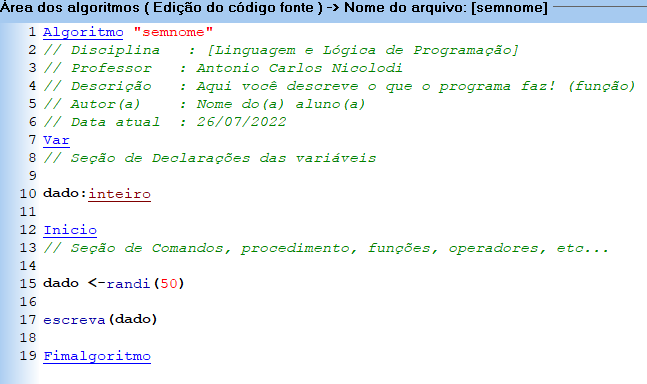 Área dos algoritmos ( Edição do código fonte ) -> Nome do arquivo: [semnome]
1 Algoritmo "semnome"
2 // Disciplina   : [Linguagem e Lógica de Programação]
3 // Professor   : Antonio Carlos Nicolodi
4 // Descrição   : Aqui você descreve o que o programa faz! (função)
5 // Autor(a)    : Nome do(a) aluno(a)
6 // Data atual  : 26/07/2022
7 Var
8 // Seção de Declarações das variáveis
9
10 dado:inteiro
11
12 Inicio
13 // Seção de Comandos, procedimento, funções, operadores, etc...
14
15 dado <-randi(50)
16
17 escreva(dado)
18
19 Fimalgoritmo